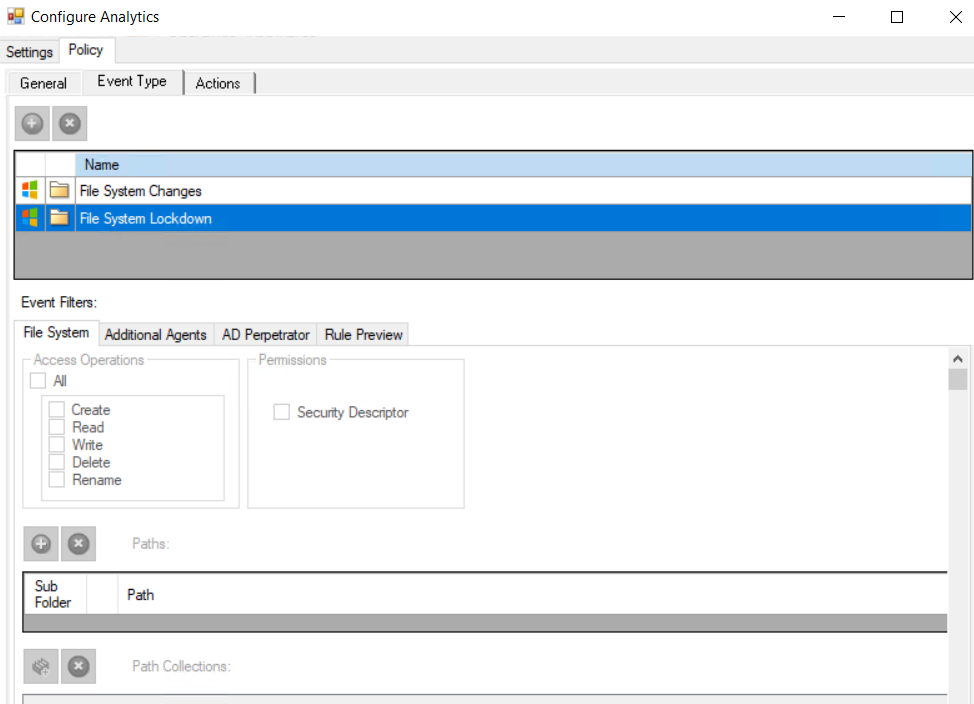 Configure Analytics
Settings Policy
General Event Type Actions
Name
File System Changes
File System Lockdown
Event Filters:
File System Additional Agents AD Perpetrator Rule Preview
Access Operations Permissions
All
Create
Security Descriptor
Read
Write
Delete
Rename
Paths:
Sub
Folder
Path
Path Collections: